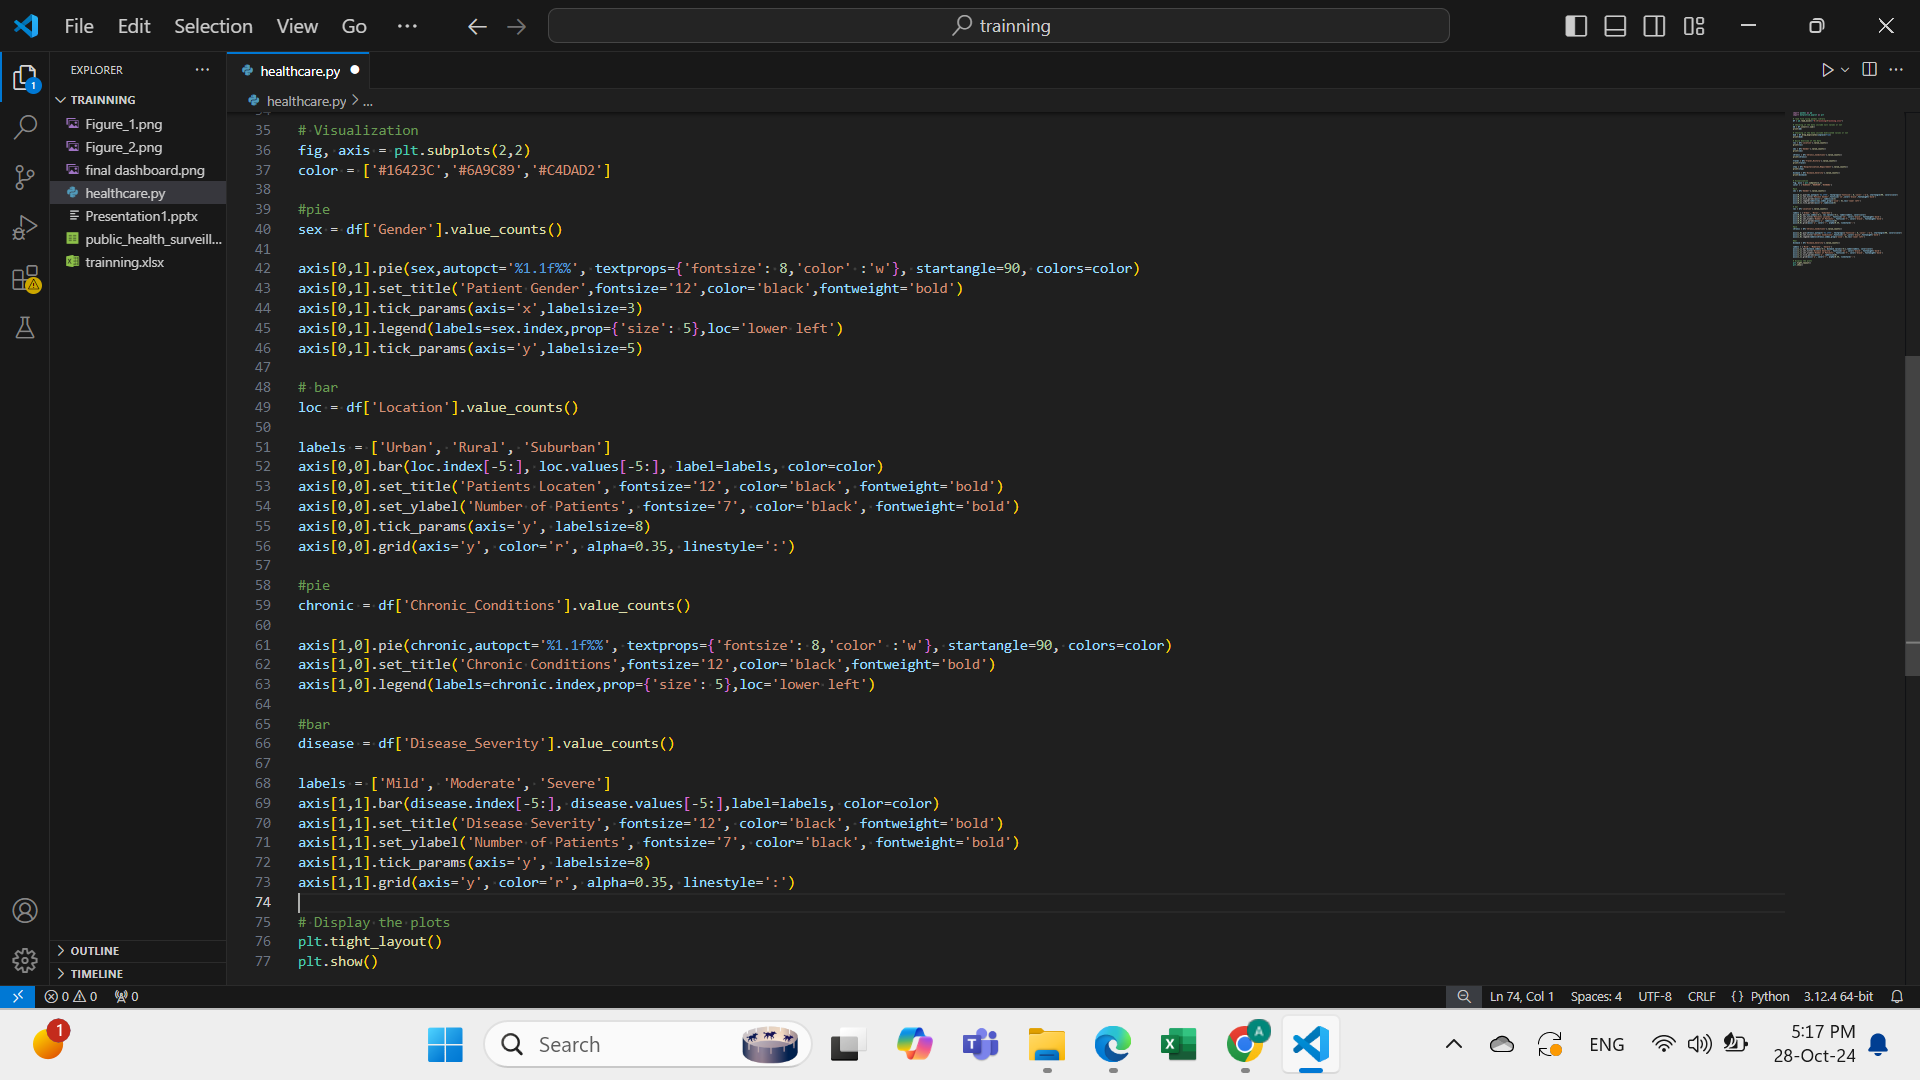 File Edit Selection View Go ···
trainning
EXPLORER ···
1
TRAINNING
Figure_1.png
Figure_2.png
final dashboard.png
healthcare.py
Presentation1.pptx
public_health_surveill...
trainning.xlsx
OUTLINE
TIMELINE
healthcare.py
healthcare.py > ...
35 # Visualization
36 fig, axis = plt.subplots(2,2)
37 color = ['#16423C','#6A9C89','#C4DAD2']
38
39 #pie
40 sex = df['Gender'].value_counts()
41
42 axis[0,1].pie(sex,autopct='%1.1f%%', textprops={'fontsize': 8,'color' :'w'}, startangle=90, colors=color)
43 axis[0,1].set_title('Patient Gender',fontsize='12',color='black',fontweight='bold')
44 axis[0,1].tick_params(axis='x',labelsize=3)
45 axis[0,1].legend(labels=sex.index,prop={'size': 5},loc='lower left')
46 axis[0,1].tick_params(axis='y',labelsize=5)
47
48 # bar
49 loc = df['Location'].value_counts()
50
51 labels = ['Urban', 'Rural', 'Suburban']
52 axis[0,0].bar(loc.index[-5:], loc.values[-5:], label=labels, color=color)
53 axis[0,0].set_title('Patients Locaten', fontsize='12', color='black', fontweight='bold')
54 axis[0,0].set_ylabel('Number of Patients', fontsize='7', color='black', fontweight='bold')
55 axis[0,0].tick_params(axis='y', labelsize=8)
56 axis[0,0].grid(axis='y', color='r', alpha=0.35, linestyle=':')
57
58 #pie
59 chronic = df['Chronic_Conditions'].value_counts()
60
61 axis[1,0].pie(chronic,autopct='%1.1f%%', textprops={'fontsize': 8,'color' :'w'}, startangle=90, colors=color)
62 axis[1,0].set_title('Chronic Conditions',fontsize='12',color='black',fontweight='bold')
63 axis[1,0].legend(labels=chronic.index,prop={'size': 5},loc='lower left')
64
65 #bar
66 disease = df['Disease_Severity'].value_counts()
67
68 labels = ['Mild', 'Moderate', 'Severe']
69 axis[1,1].bar(disease.index[-5:], disease.values[-5:],label=labels, color=color)
70 axis[1,1].set_title('Disease Severity', fontsize='12', color='black', fontweight='bold')
71 axis[1,1].set_ylabel('Number of Patients', fontsize='7', color='black', fontweight='bold')
72 axis[1,1].tick_params(axis='y', labelsize=8)
73 axis[1,1].grid(axis='y', color='r', alpha=0.35, linestyle=':')
74
75 # Display the plots
76 plt.tight_layout()
77 plt.show()
0 0 0
Ln 74, Col 1 Spaces: 4 UTF-8 CRLF {} Python 3.12.4 64-bit
1
Search
A
ENG
5:17 PM
28-Oct-24